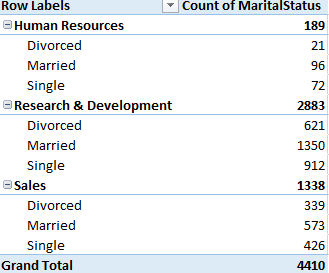 Row Labels Count of MaritalStatus
Human Resources 189
Divorced 21
Married 96
Single 72
Research & Development 2883
Divorced 621
Married 1350
Single 912
Sales 1338
Divorced 339
Married 573
Single 426
Grand Total 4410